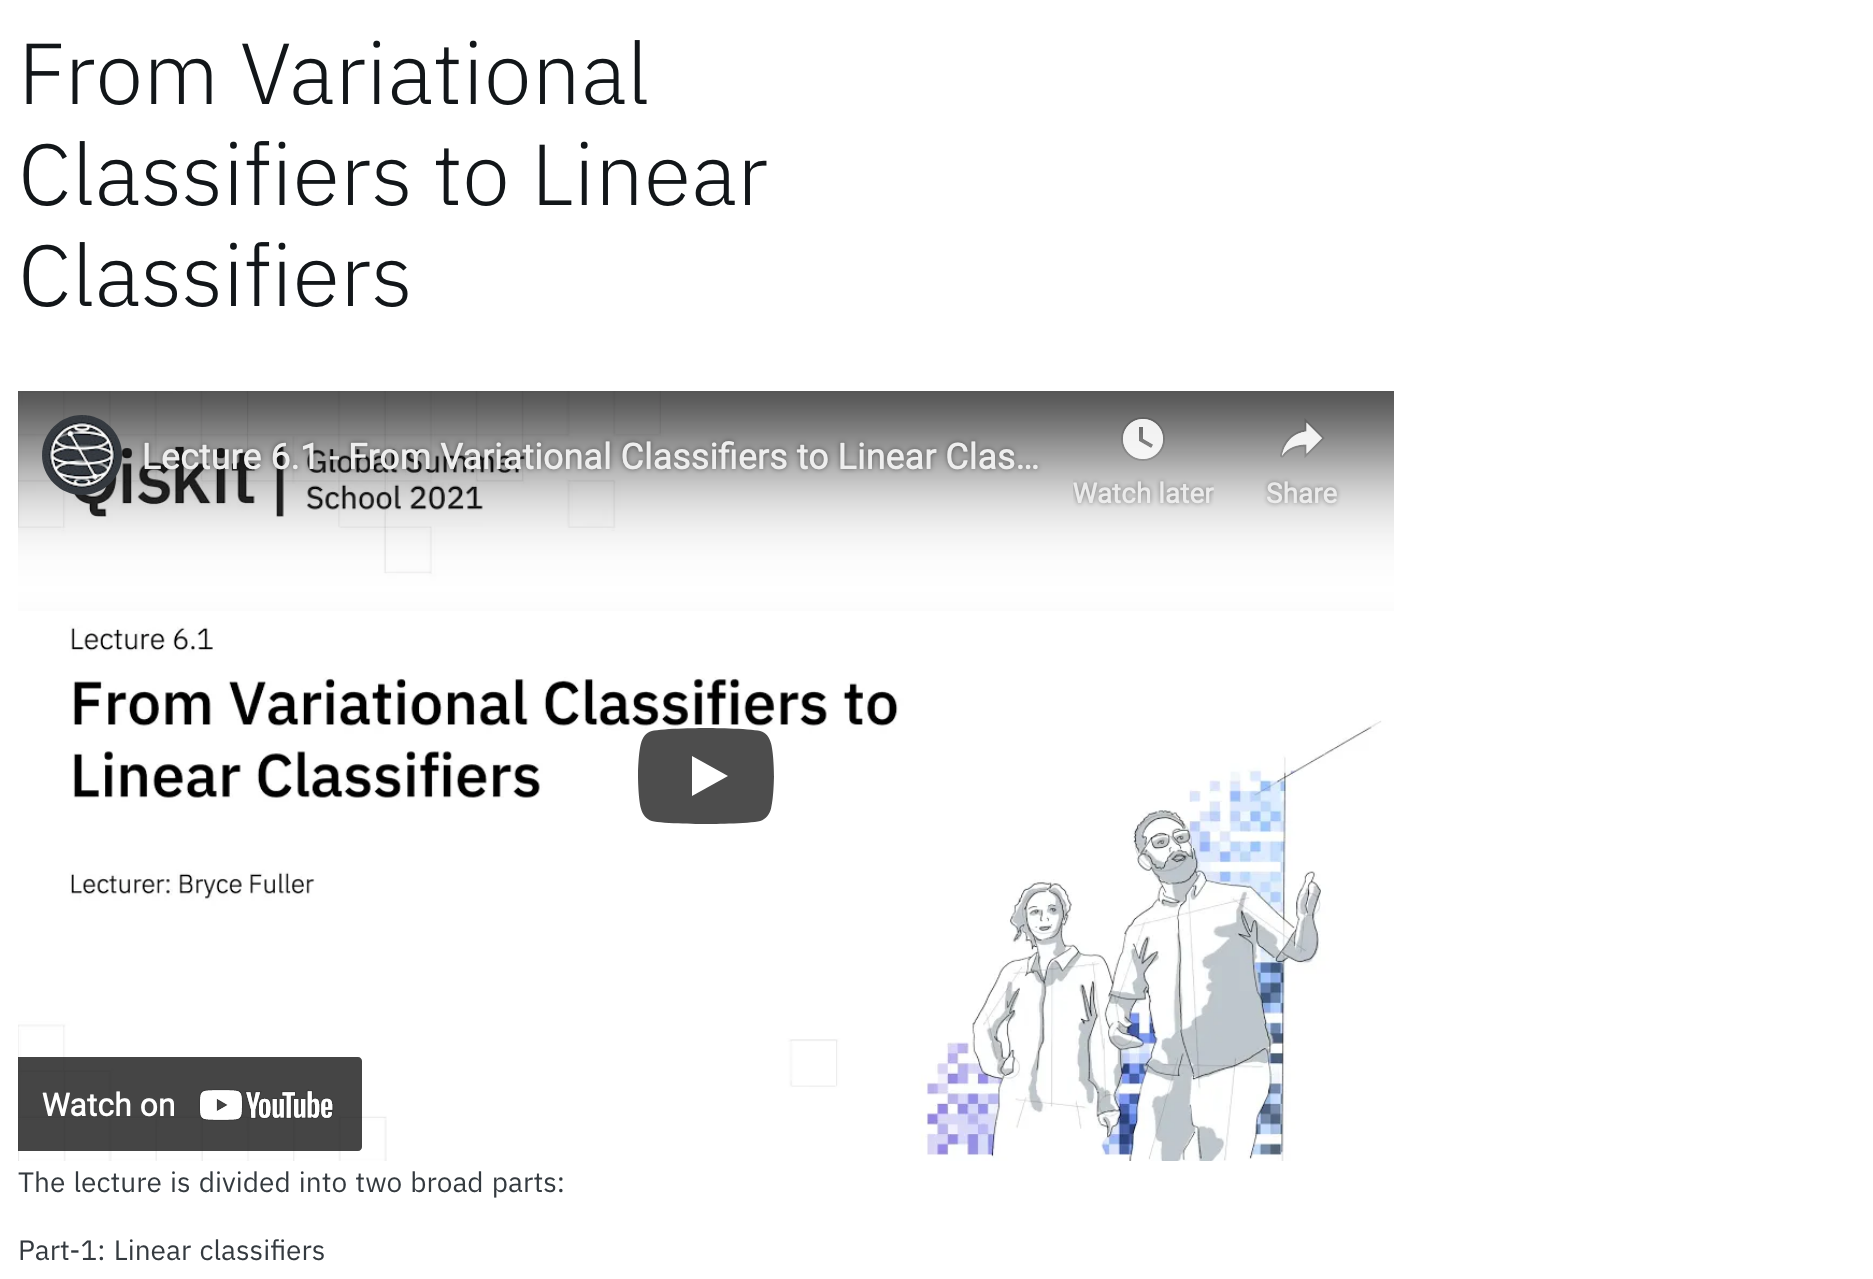 From Variational
Classifiers to Linear
Classifiers
Lecture 6.1 - From Variational Classifiers to Linear Clas...
Watch later
Share
Qiskit | Global Summer
School 2021
Lecture 6.1
From Variational Classifiers to
Linear Classifiers
Lecturer: Bryce Fuller
Watch on YouTube
The lecture is divided into two broad parts:
Part-1: Linear classifiers